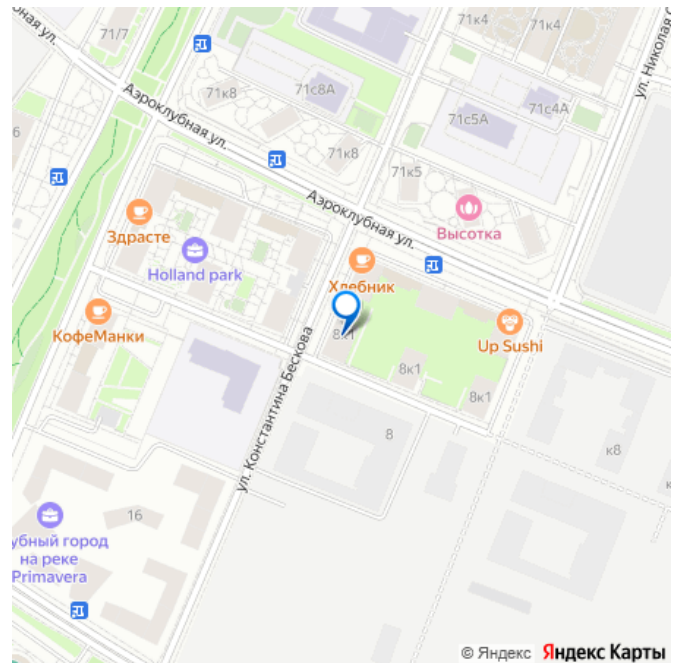 71/7
71к4
71к4
ул. Николая С
ная ул.
71к8
71с8А
71с5А
71с4А
Аэроклубная ул.
71к8
71к5
6
Здрасте
Аэроклубная ул.
Высотка
Holland park
Хлебник
КофеМанки
8к1
Up Sushi
ул. Константина Бескова
8к1
8к1
8
к8
16
убный город
на реке
Primavera
© Яндекс Яндекс Карты